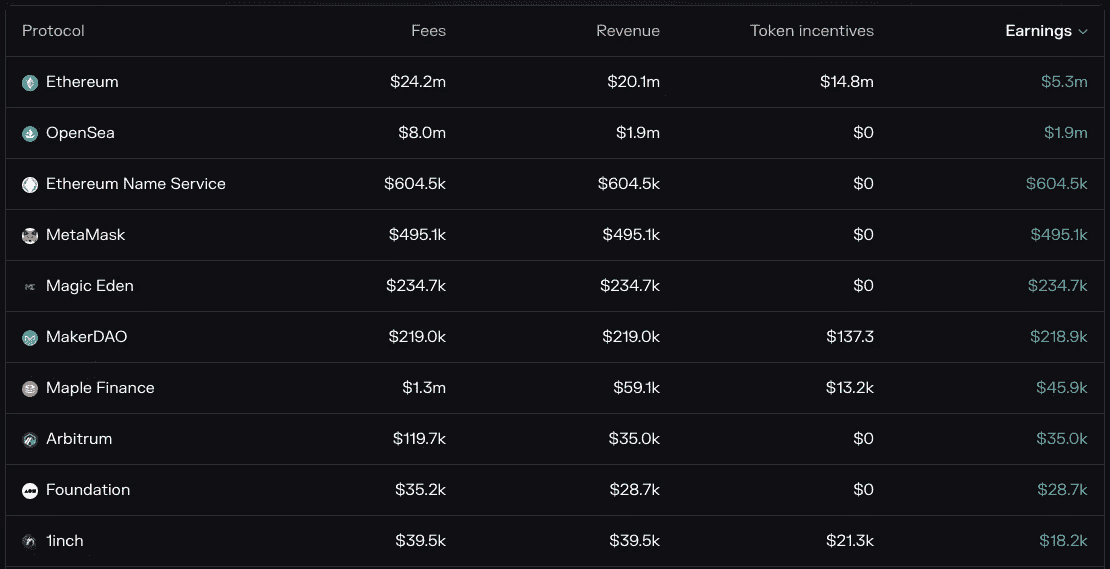 Protocol Fees Revenue Token incentives Earnings
Ethereum $24.2m $20.1m $14.8m $5.3m
OpenSea $8.0m $1.9m $0 $1.9m
Ethereum Name Service $604.5k $604.5k $0 $604.5k
MetaMask $495.1k $495.1k $0 $495.1k
Magic Eden $234.7k $234.7k $0 $234.7k
MakerDAO $219.0k $219.0k $137.3 $218.9k
Maple Finance $1.3m $59.1k $13.2k $45.9k
Arbitrum $119.7k $35.0k $0 $35.0k
Foundation $35.2k $28.7k $0 $28.7k
1inch $39.5k $39.5k $21.3k $18.2k